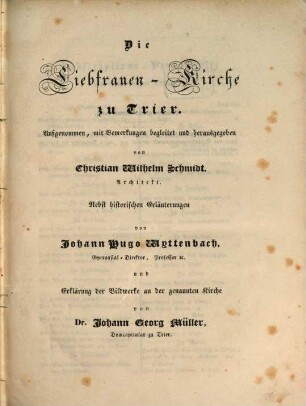 Die
Liebfrauen-Kirche
zu Trier.
Aufgenommen, mit Bemerkungen begleitet und herausgegeben
von
Christian Wilhelm Schmidt.
Architekt.
Nebst historischen Erläuterungen
von
Johann Hugo Wyttenbach,
Gymnasial-Direktor, Professor ꝛc.
und
Erklärung der Bildwerke an der genannten Kirche
von
Dr. Johann Georg Müller,
Domcapitular zu Trier.